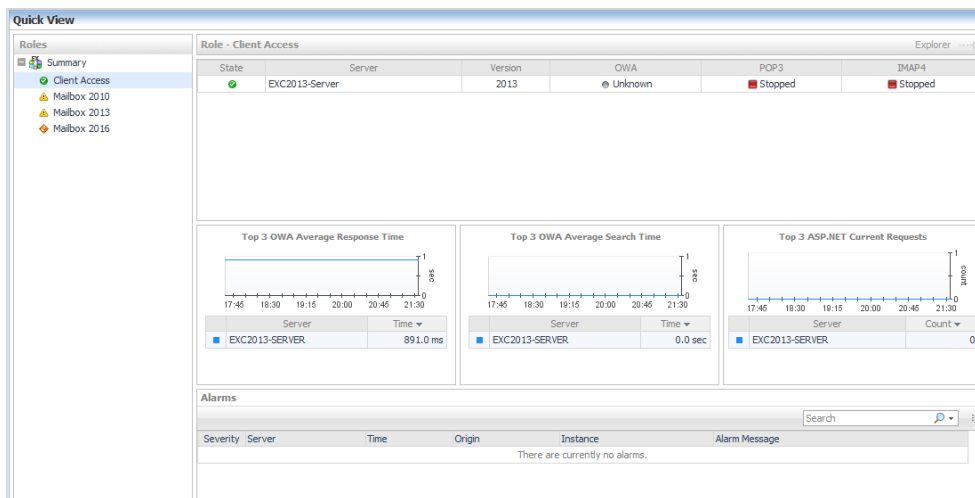 Quick View
Roles
Summary
Client Access
Mailbox 2010
Mailbox 2013
Mailbox 2016
Role - Client Access
Explorer
State Server Version OWA POP3 IMAP4
EXC2013-Server 2013 Unknown Stopped Stopped
Top 3 OWA Average Response Time
1
sec
0
17:45 18:30 19:15 20:00 20:45 21:30
Server Time
EXC2013-SERVER 891.0 ms
Top 3 OWA Average Search Time
1
sec
0
17:45 18:30 19:15 20:00 20:45 21:30
Server Time
EXC2013-SERVER 0.0 sec
Top 3 ASP.NET Current Requests
1
count
0
17:45 18:30 19:15 20:00 20:45 21:30
Server Count
EXC2013-SERVER 0
Alarms
Search
Severity Server Time Origin Instance Alarm Message
There are currently no alarms.